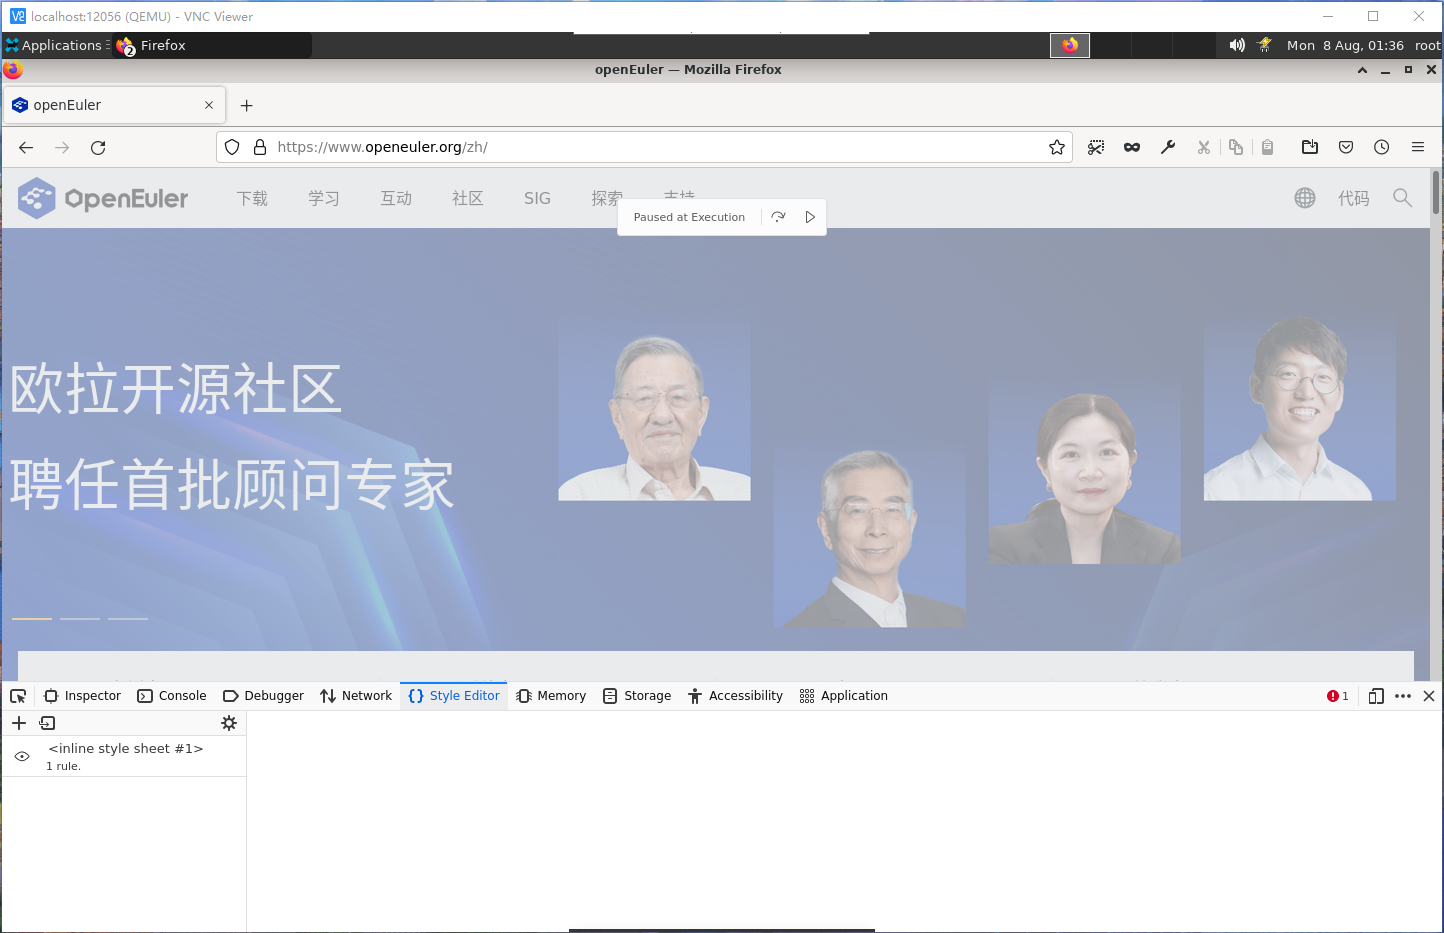 localhost:12056 (QEMU) - VNC Viewer
Applications Firefox Mon 8 Aug, 01:36 root
openEuler — Mozilla Firefox
openEuler
https://www.openeuler.org/zh/
OpenEuler 下载 学习 互动 社区 SIG 探索 支持 代码
Paused at Execution
欧拉开源社区
聘任首批顾问专家
Inspector Console Debugger Network Style Editor Memory Storage Accessibility Application 1
<inline style sheet #1>
1 rule.